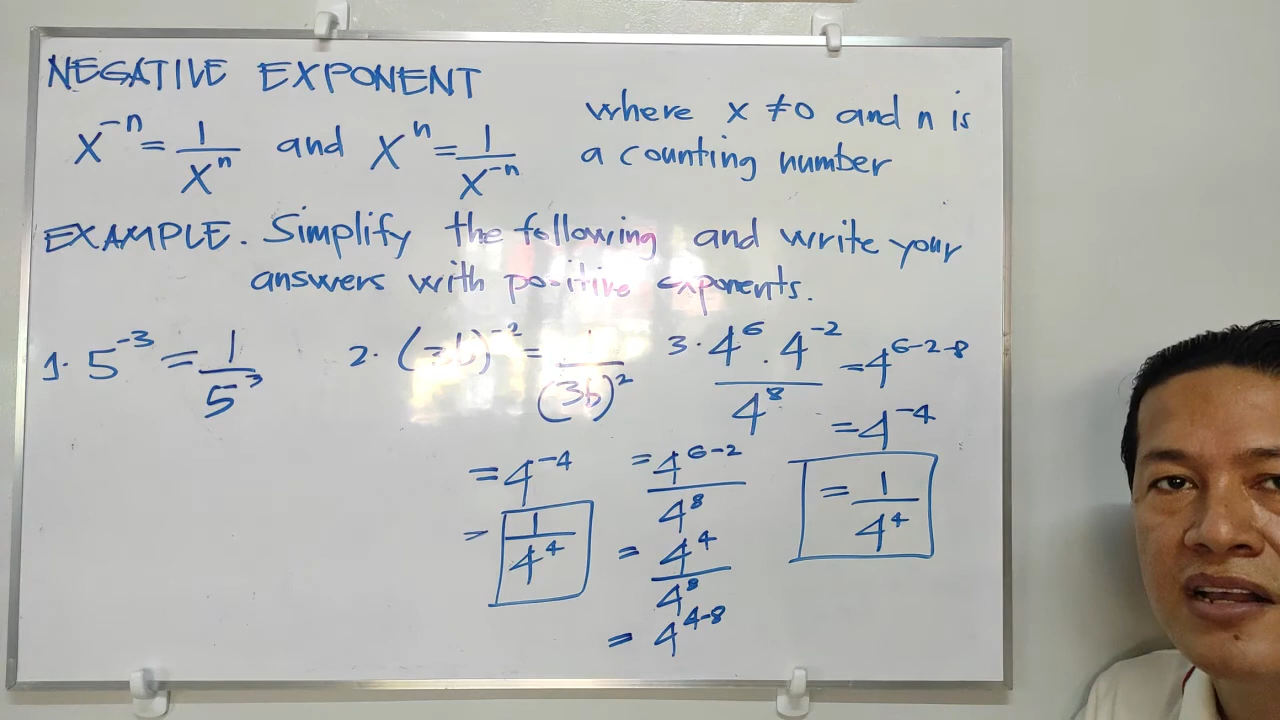 NEGATIVE EXPONENT
x^-n = 1/x^n and x^n = 1/x^-n
where x ≠ 0 and n is
a counting number
EXAMPLE. Simplify the following and write your
answers with positive exponents.
1. 5^-3 = 1/5^3
2. (3b)^-2 = 1/(3b)^2
3. 4^6 . 4^-2 / 4^8 = 4^6-2-8
= 4^-4
= 1/4^4
= 4^6-2 / 4^8
= 4^4 / 4^8
= 4^4-8
= 4^-4
= 1/4^4